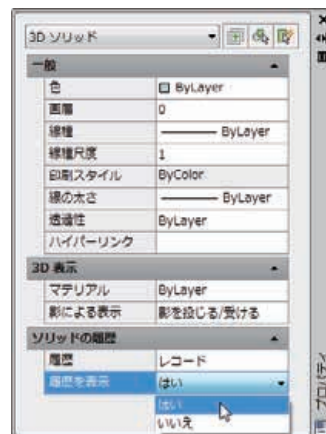 3D ソリッド
一般
色 ByLayer
画層 0
線種 ByLayer
線種尺度 1
印刷スタイル ByColor
線の太さ ByLayer
透過性 ByLayer
ハイパーリンク
3D 表示
マテリアル ByLayer
影による表示 影を投じる/受ける
ソリッドの履歴
履歴 レコード
履歴を表示 はい
はい
いいえ
プロパティ